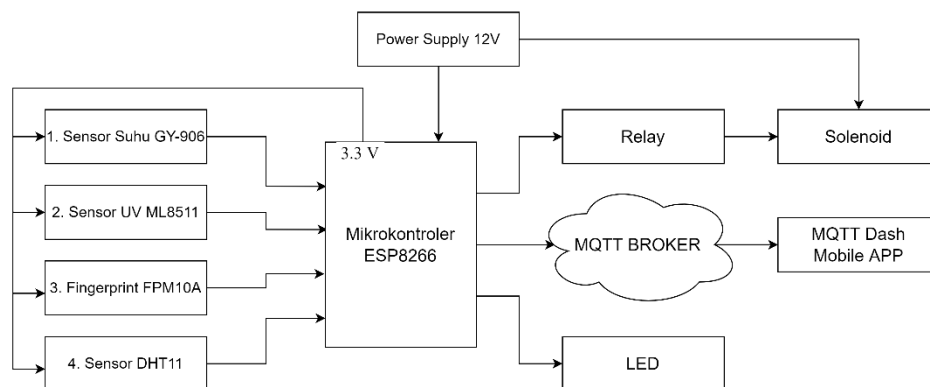 Power Supply 12V
1. Sensor Suhu GY-906
2. Sensor UV ML8511
3. Fingerprint FPM10A
4. Sensor DHT11
3.3 V
Mikrokontroler
ESP8266
Relay
Solenoid
MQTT BROKER
MQTT Dash
Mobile APP
LED